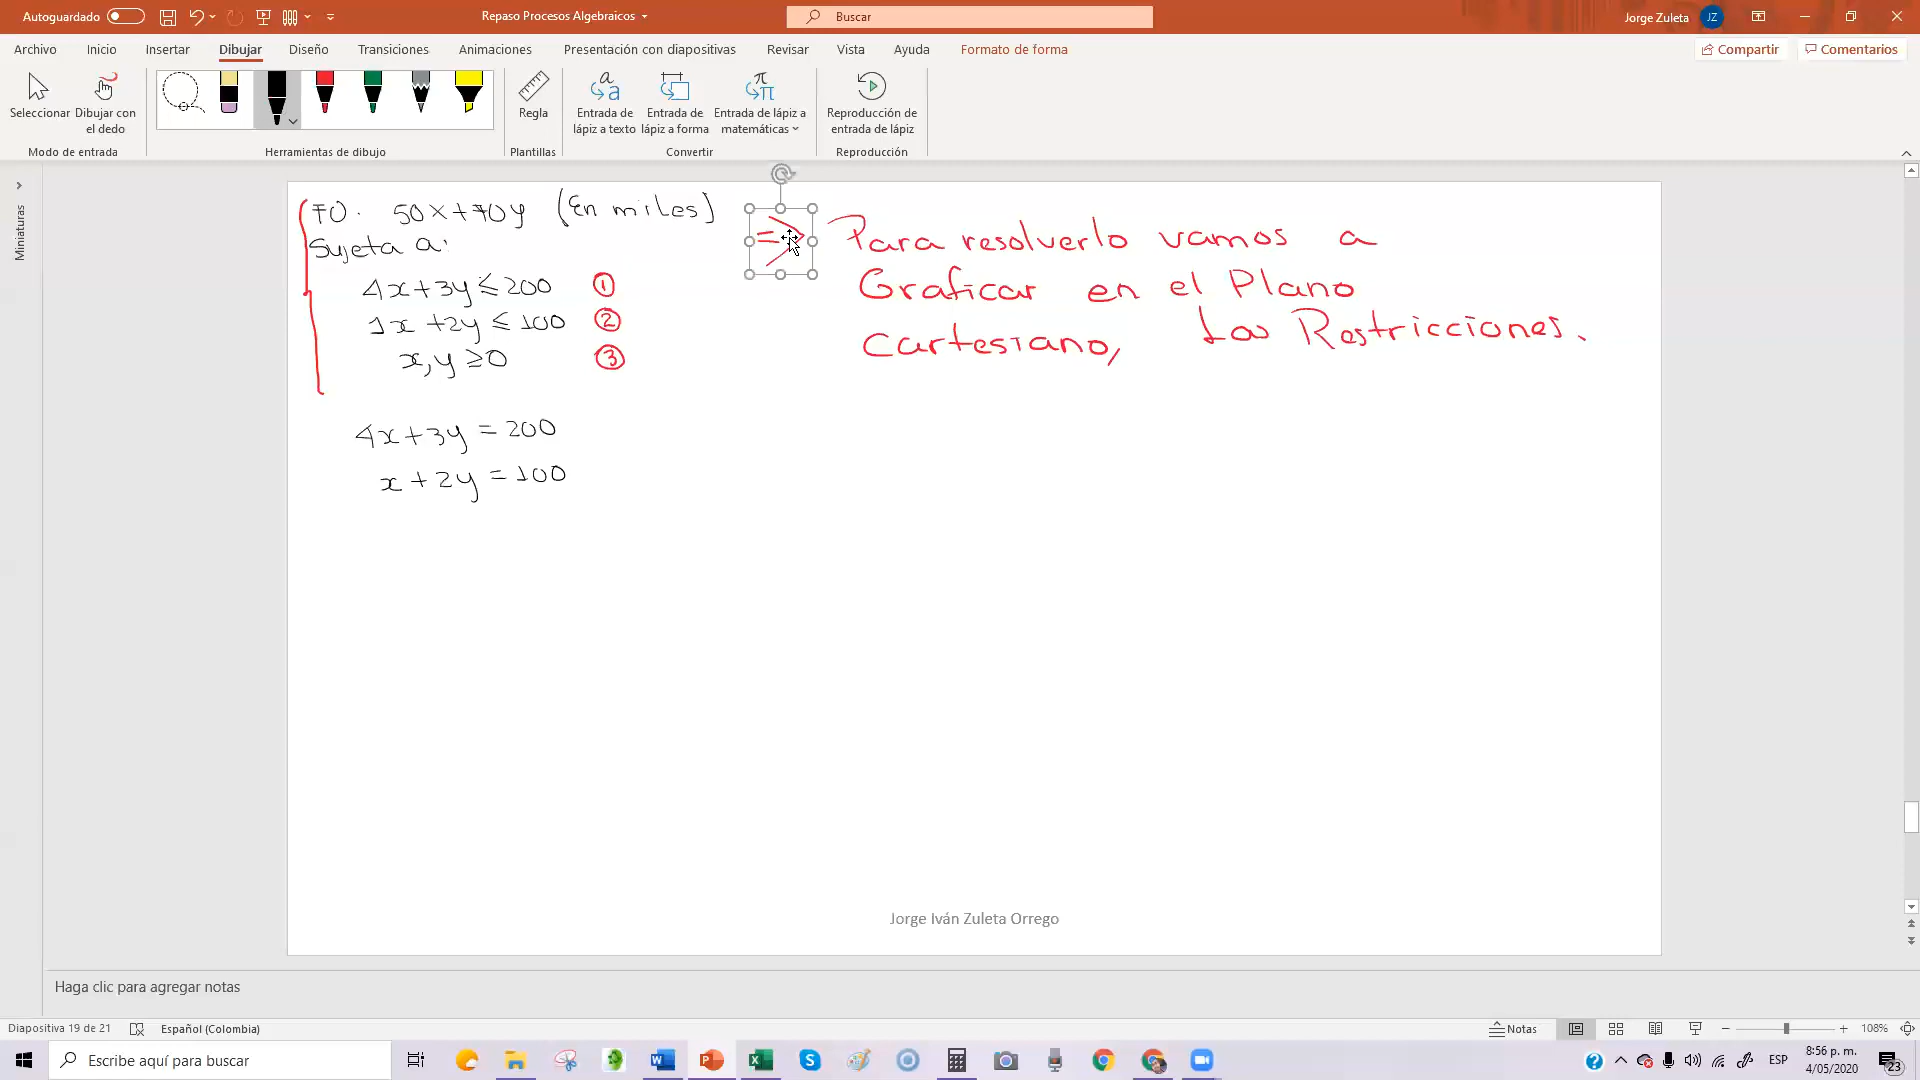 Autoguardado
Repaso Procesos Algebraicos
Buscar
Jorge Zuleta
JZ
Archivo Inicio Insertar Dibujar Diseño Transiciones Animaciones Presentación con diapositivas Revisar Vista Ayuda Formato de forma
Compartir Comentarios
Seleccionar
Dibujar con el dedo
Regla
Entrada de lápiz a texto
Entrada de lápiz a forma
Entrada de lápiz a matemáticas
Reproducción de entrada de lápiz
Modo de entrada Herramientas de dibujo Plantillas Convertir Reproducción
Miniaturas
FO. 50x+70y (En miles)
Sujeta a:
4x+3y ≤ 200 ①
1x+2y ≤ 100 ②
x,y ≥ 0 ③
4x+3y = 200
x+2y = 100
=> Para resolverlo vamos a
Graficar en el Plano
Cartesiano, Las Restricciones.
Jorge Iván Zuleta Orrego
Haga clic para agregar notas
Diapositiva 19 de 21 Español (Colombia) Notas 108%
Escribe aquí para buscar
ESP
8:56 p. m.
4/05/2020
23